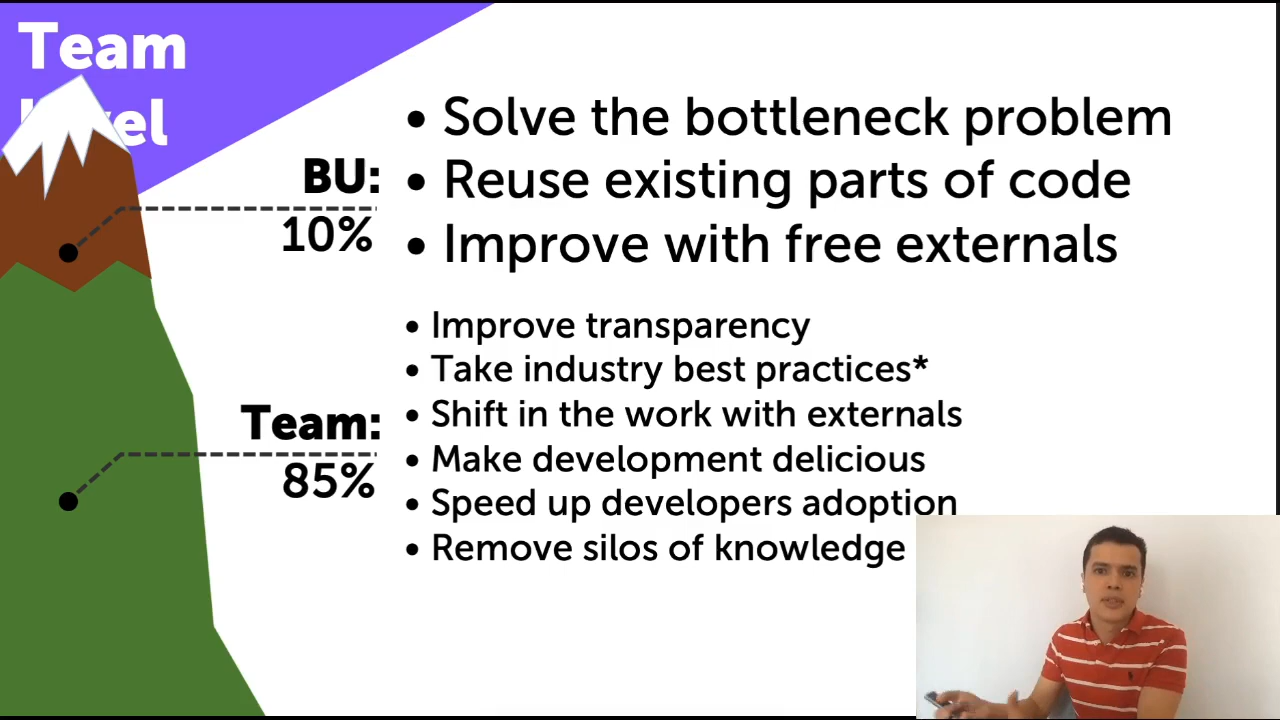 Team
level
BU:
10%
• Solve the bottleneck problem
• Reuse existing parts of code
• Improve with free externals
Team:
85%
• Improve transparency
• Take industry best practices*
• Shift in the work with externals
• Make development delicious
• Speed up developers adoption
• Remove silos of knowledge